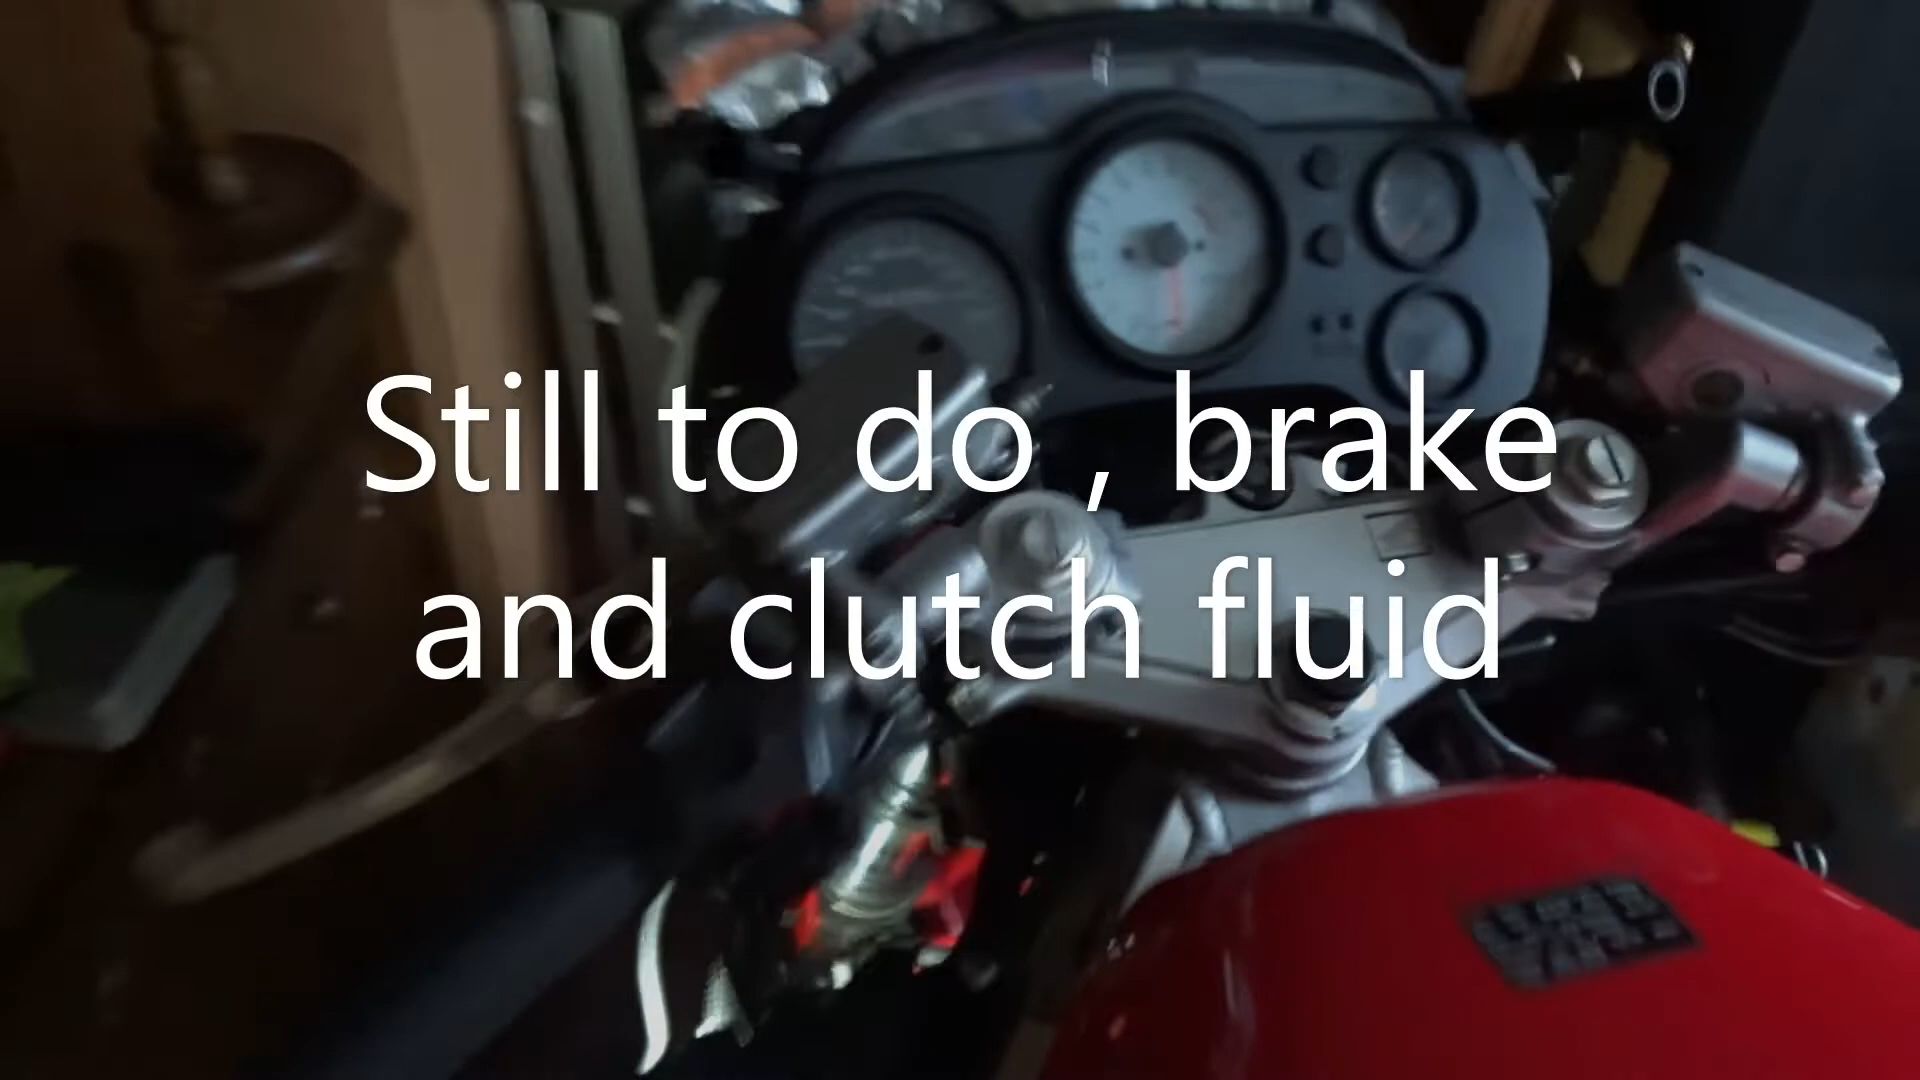 Still to do , brake
and clutch fluid